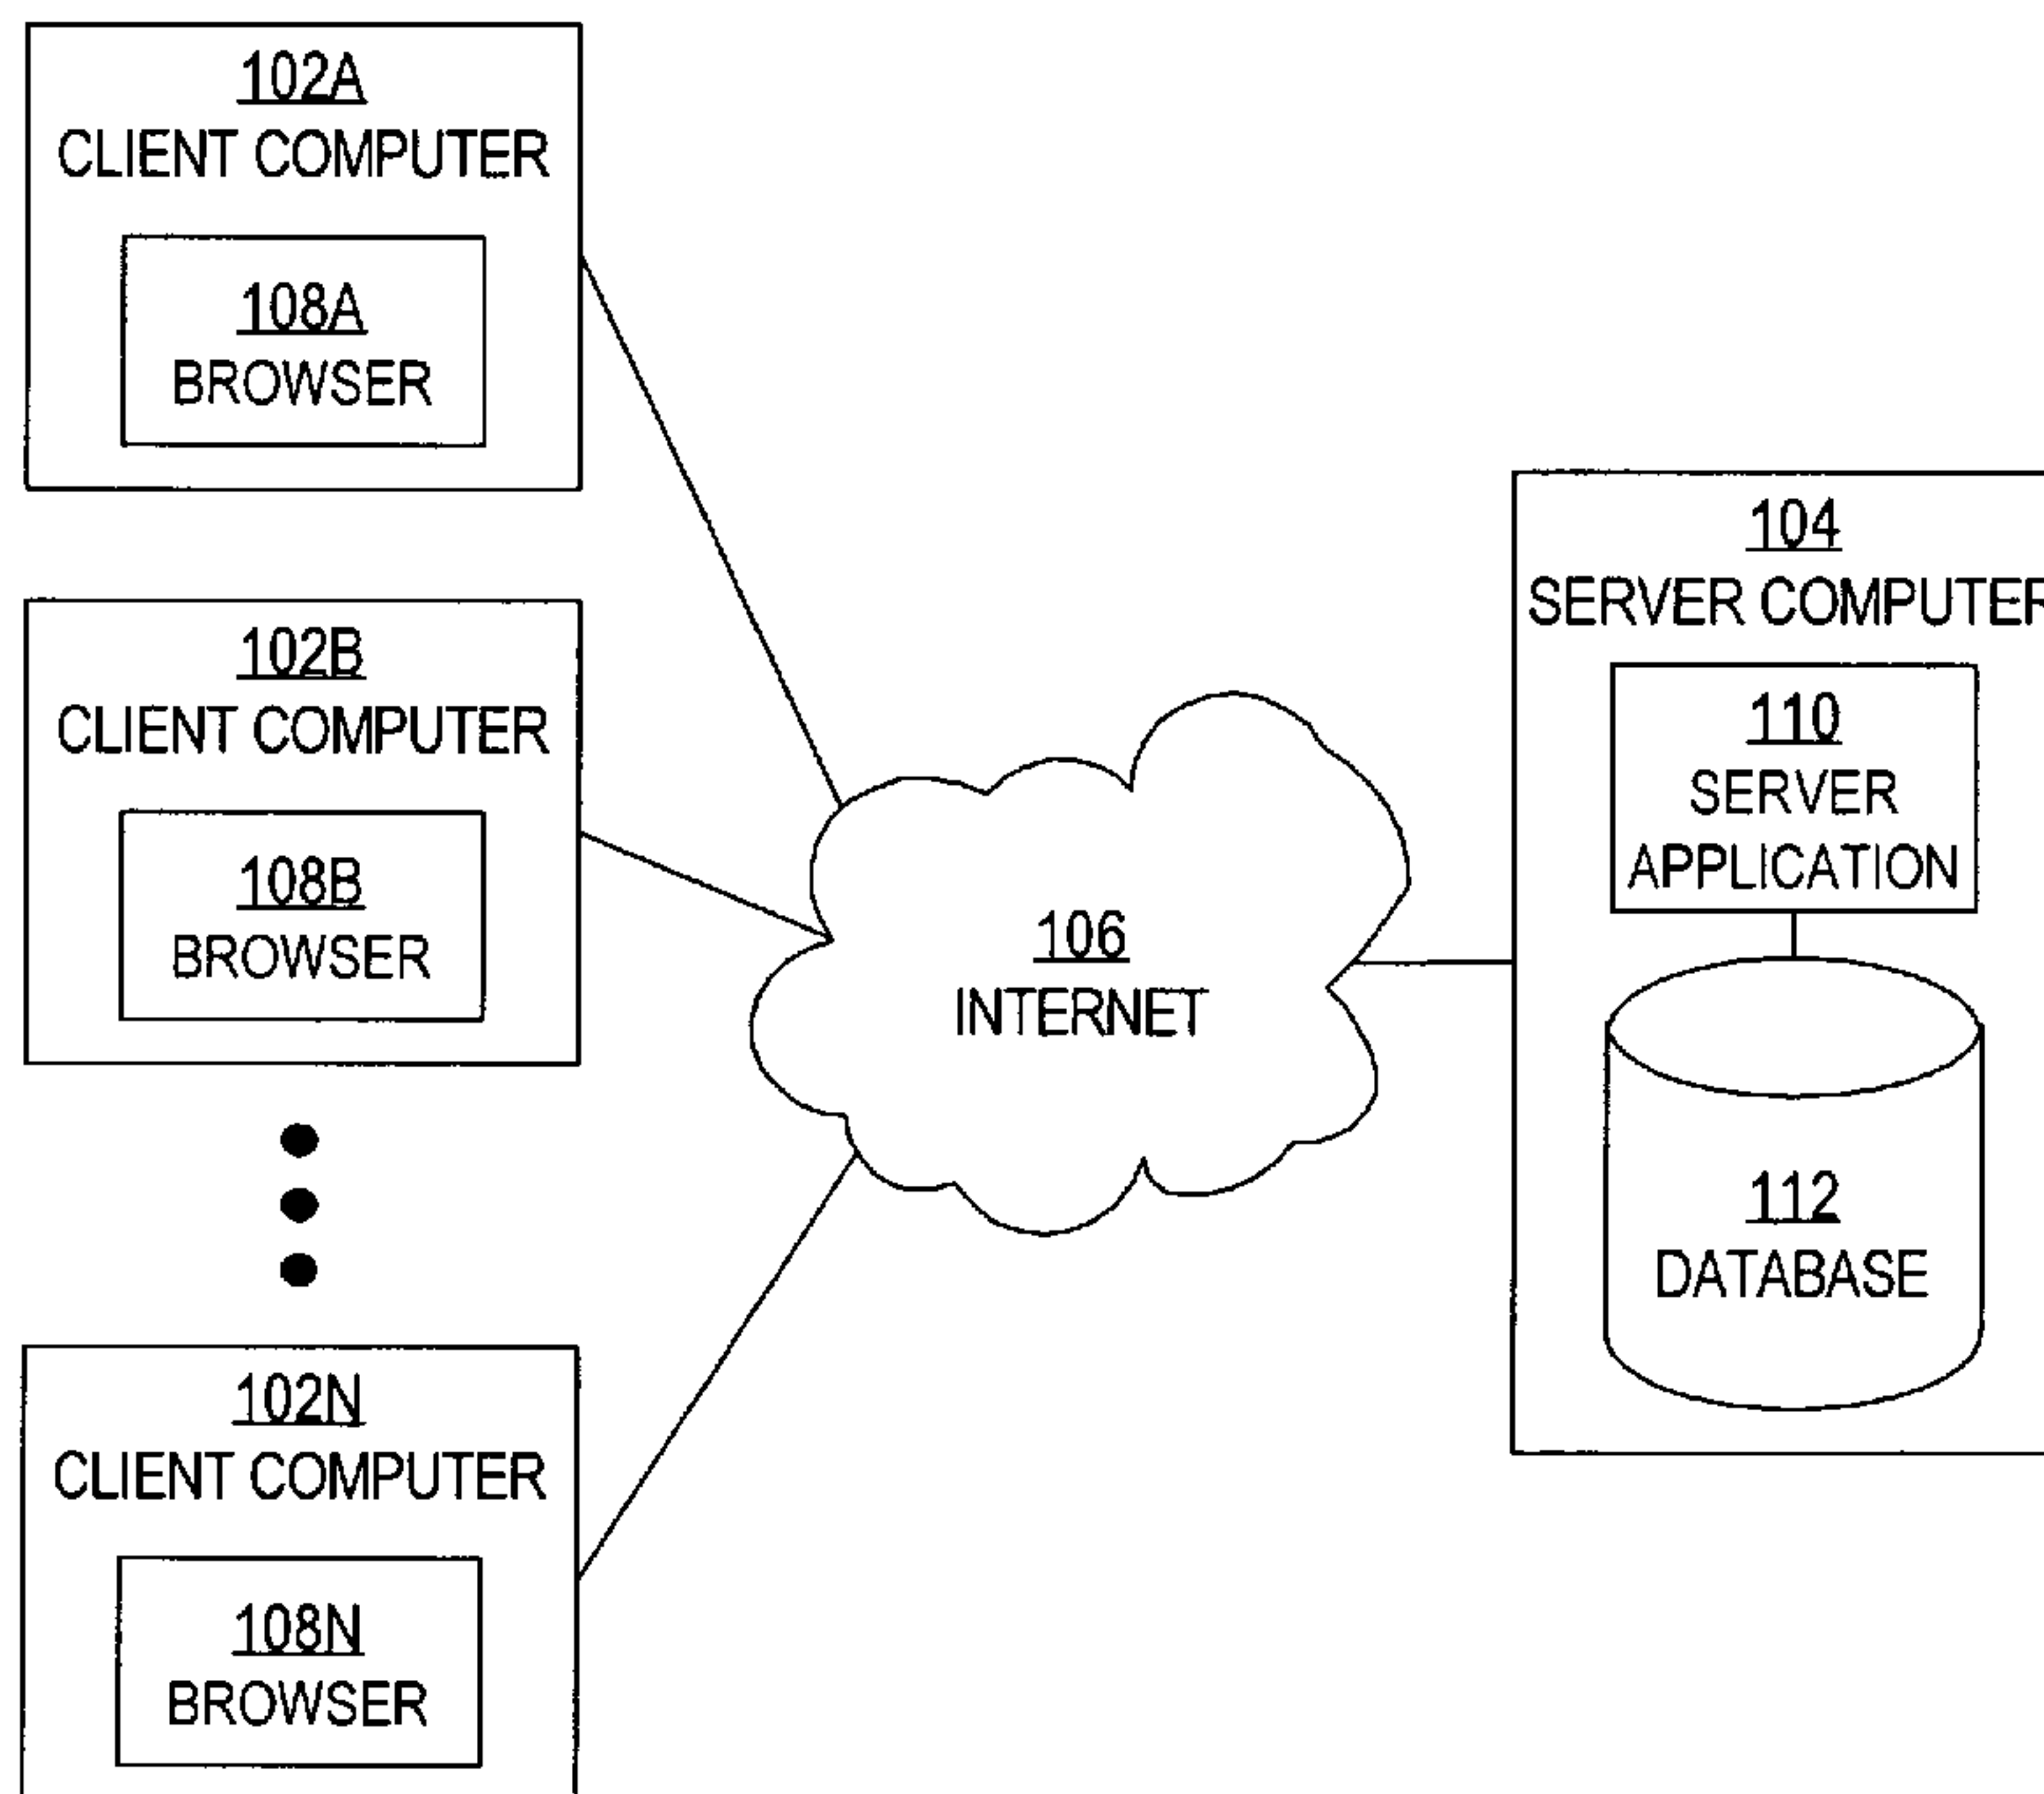 102A
CLIENT COMPUTER
108A
BROWSER
102B
CLIENT COMPUTER
108B
BROWSER
102N
CLIENT COMPUTER
108N
BROWSER
106
INTERNET
104
SERVER COMPUTER
110
SERVER
APPLICATION
112
DATABASE